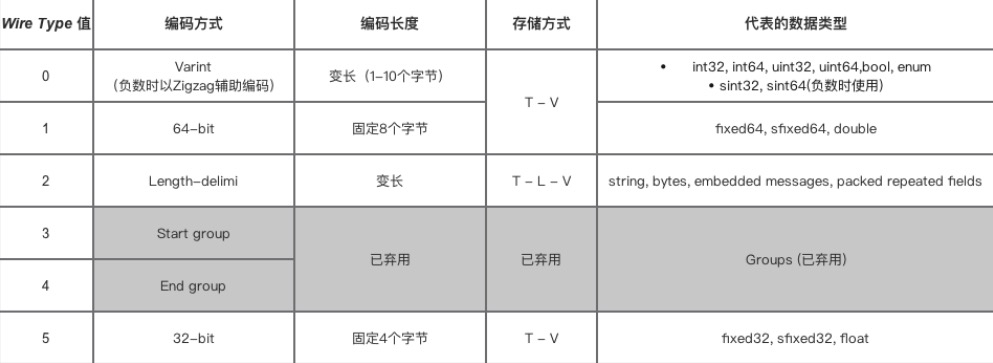 Wire Type 值 编码方式 编码长度 存储方式 代表的数据类型
0 Varint
(负数时以Zigzag辅助编码) 变长（1-10个字节） T - V • int32, int64, uint32, uint64,bool, enum
• sint32, sint64(负数时使用)
1 64-bit 固定8个字节 fixed64, sfixed64, double
2 Length-delimi 变长 T - L - V string, bytes, embedded messages, packed repeated fields
3 Start group 已弃用 已弃用 Groups (已弃用)
4 End group
5 32-bit 固定4个字节 T - V fixed32, sfixed32, float